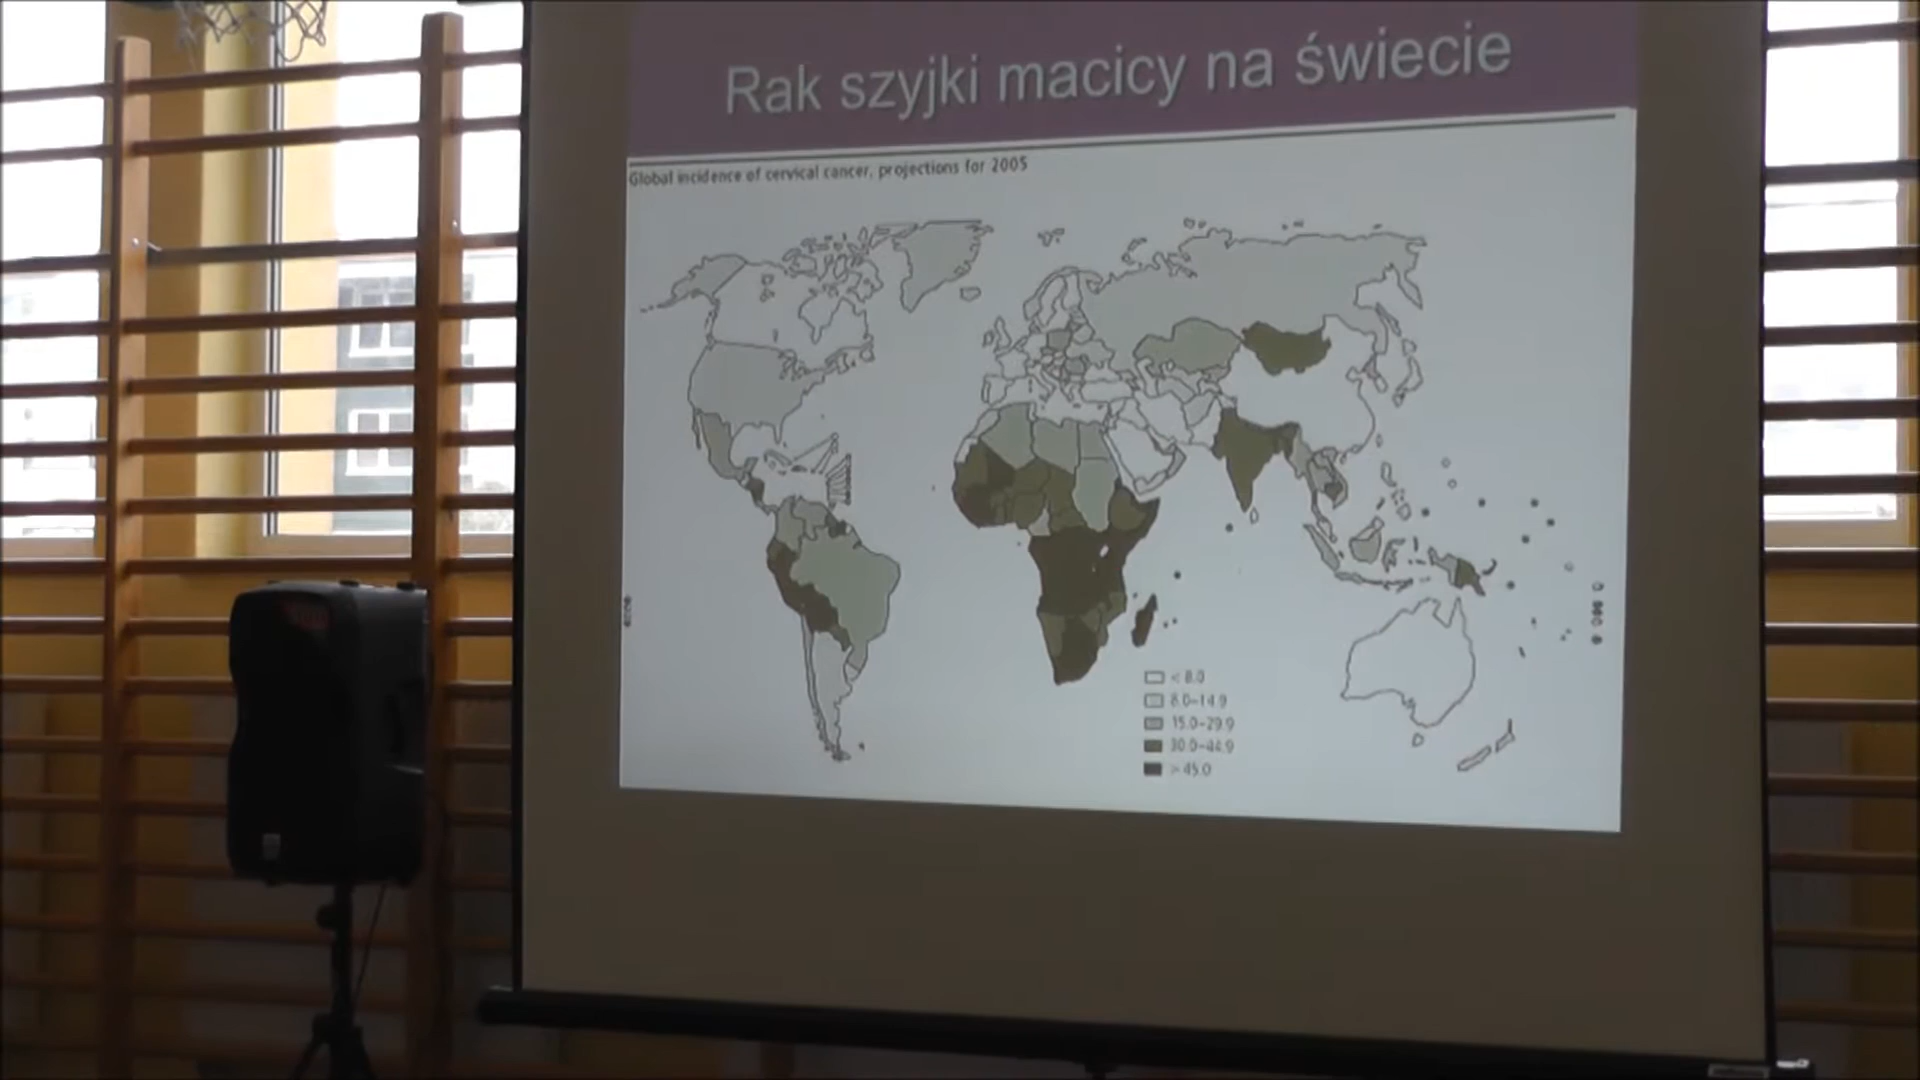 Rak szyjki macicy na świecie
Global incidence of cervical cancer, projections for 2005
< 8.0
8.0–14.9
15.0–29.9
30.0–44.9
> 45.0